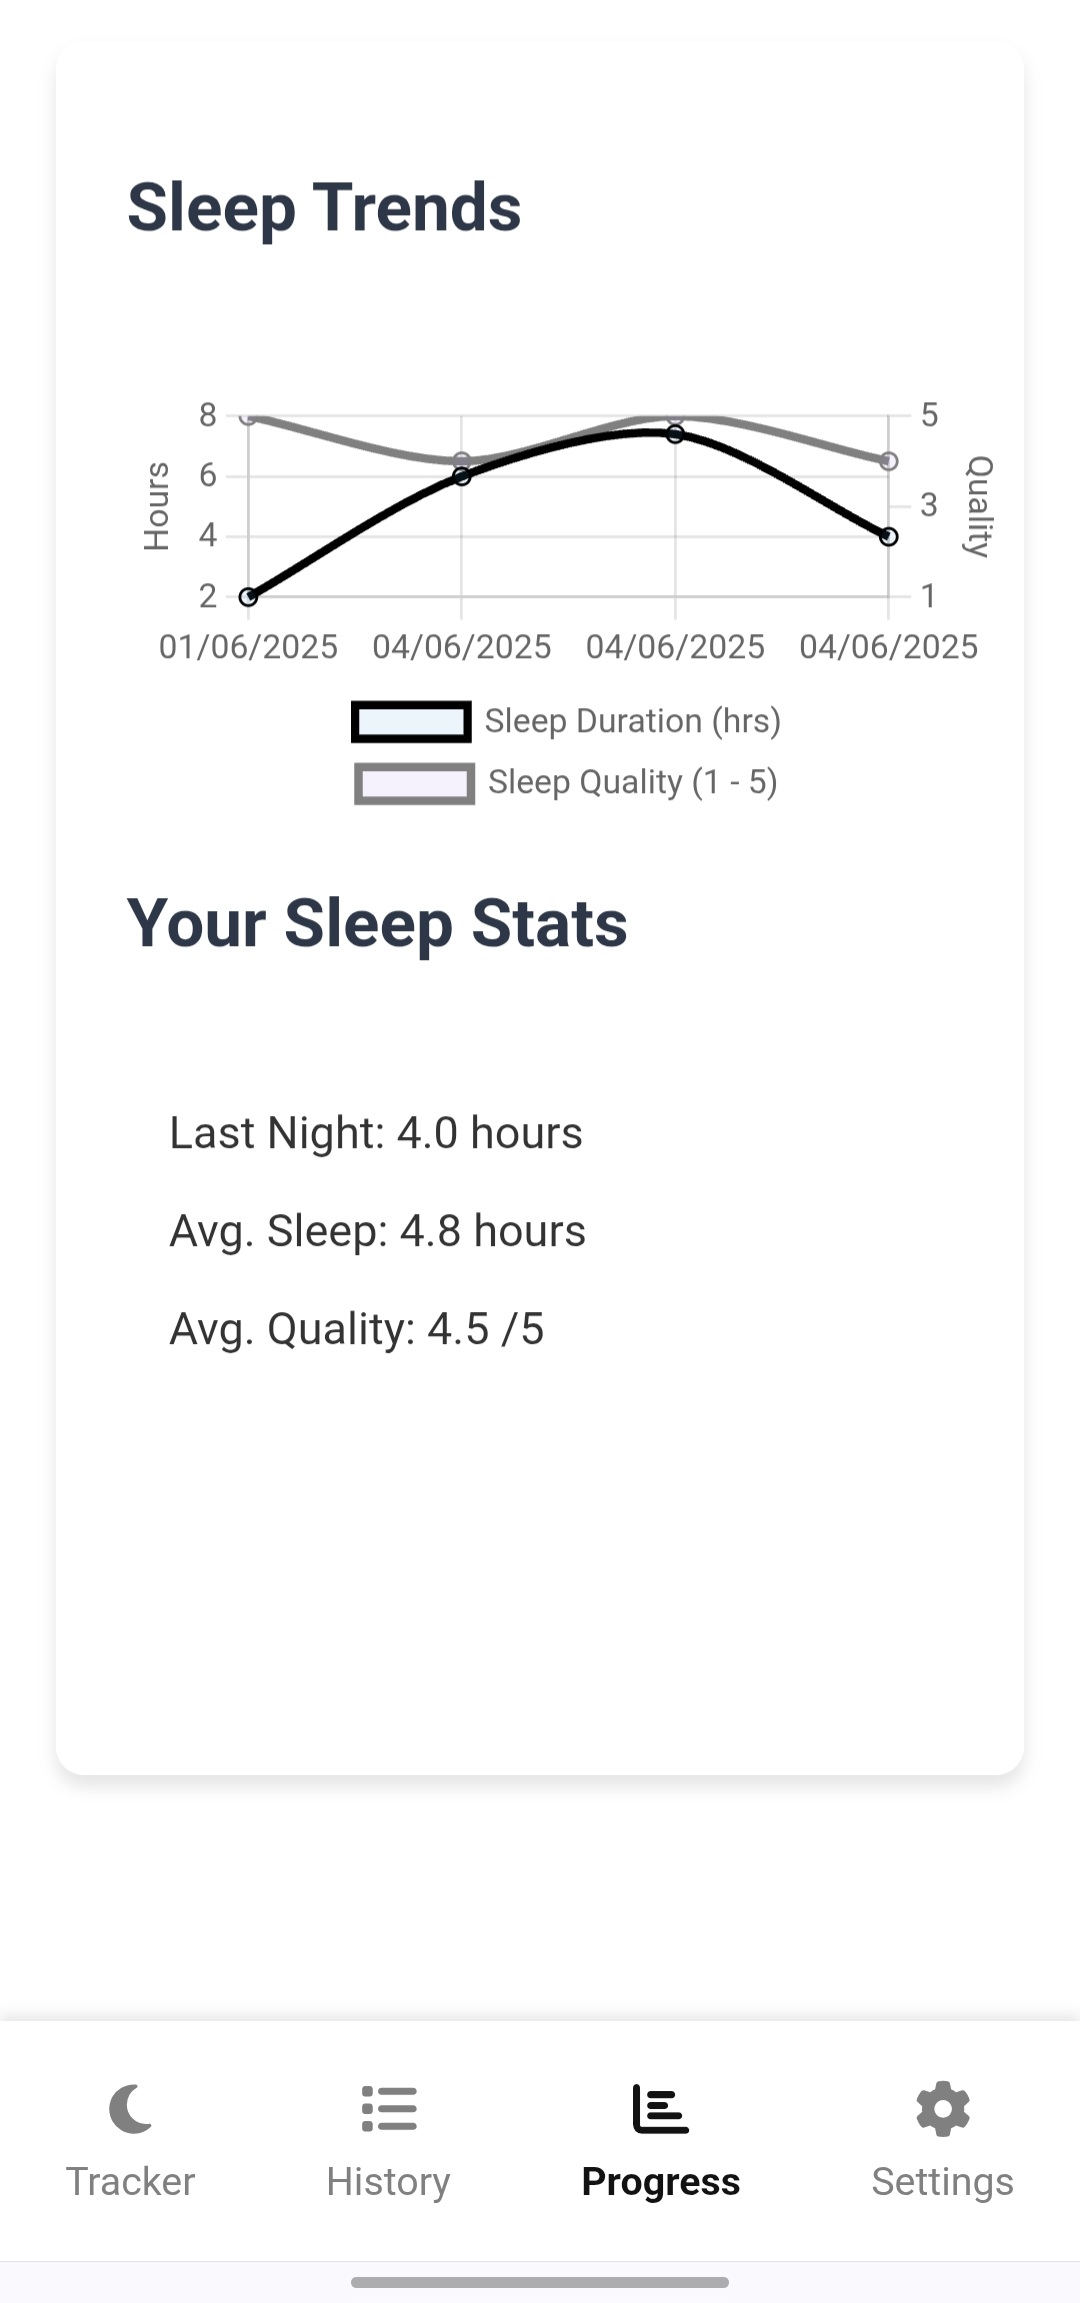 Sleep Trends
8
6
4
2
Hours
5
3
1
Quality
01/06/2025 04/06/2025 04/06/2025 04/06/2025
Sleep Duration (hrs)
Sleep Quality (1 - 5)
Your Sleep Stats
Last Night: 4.0 hours
Avg. Sleep: 4.8 hours
Avg. Quality: 4.5 /5
Tracker History Progress Settings